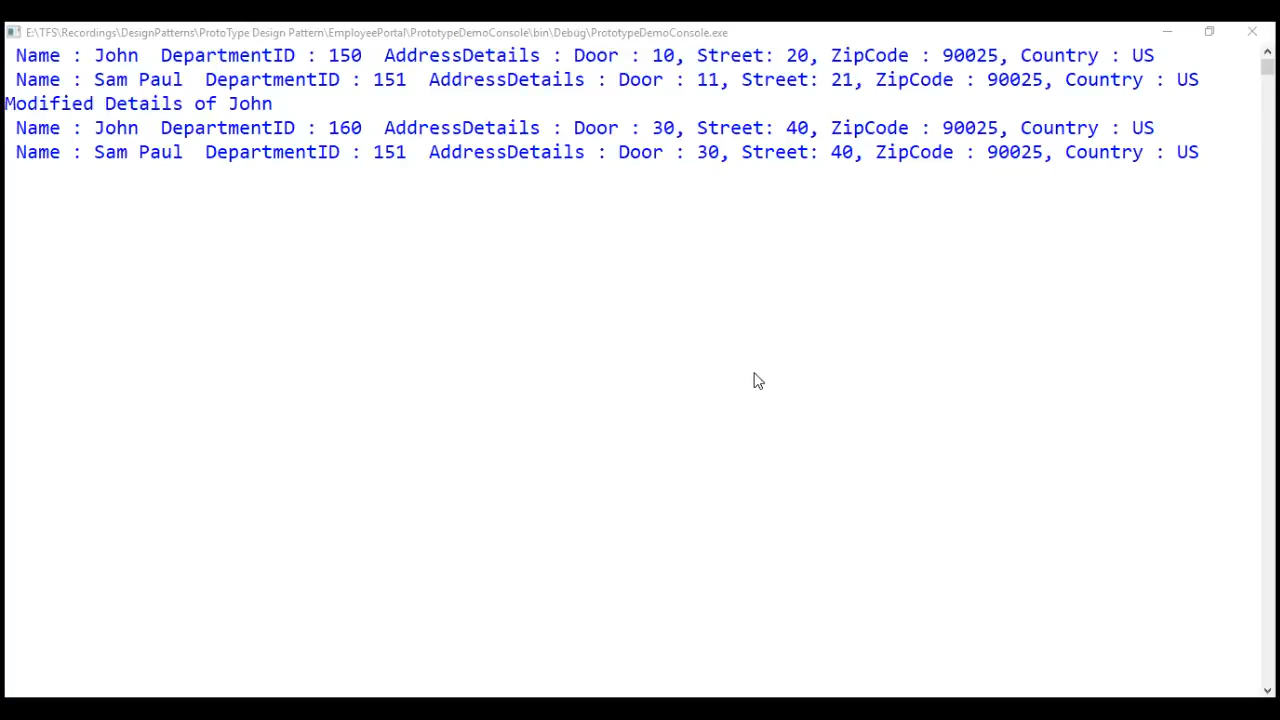 E:\TFS\Recordings\DesignPatterns\ProtoType Design Pattern\EmployeePortal\PrototypeDemoConsole\bin\Debug\PrototypeDemoConsole.exe
Name : John  DepartmentID : 150  AddressDetails : Door : 10, Street: 20, ZipCode : 90025, Country : US
Name : Sam Paul  DepartmentID : 151  AddressDetails : Door : 11, Street: 21, ZipCode : 90025, Country : US
Modified Details of John
Name : John  DepartmentID : 160  AddressDetails : Door : 30, Street: 40, ZipCode : 90025, Country : US
Name : Sam Paul  DepartmentID : 151  AddressDetails : Door : 30, Street: 40, ZipCode : 90025, Country : US